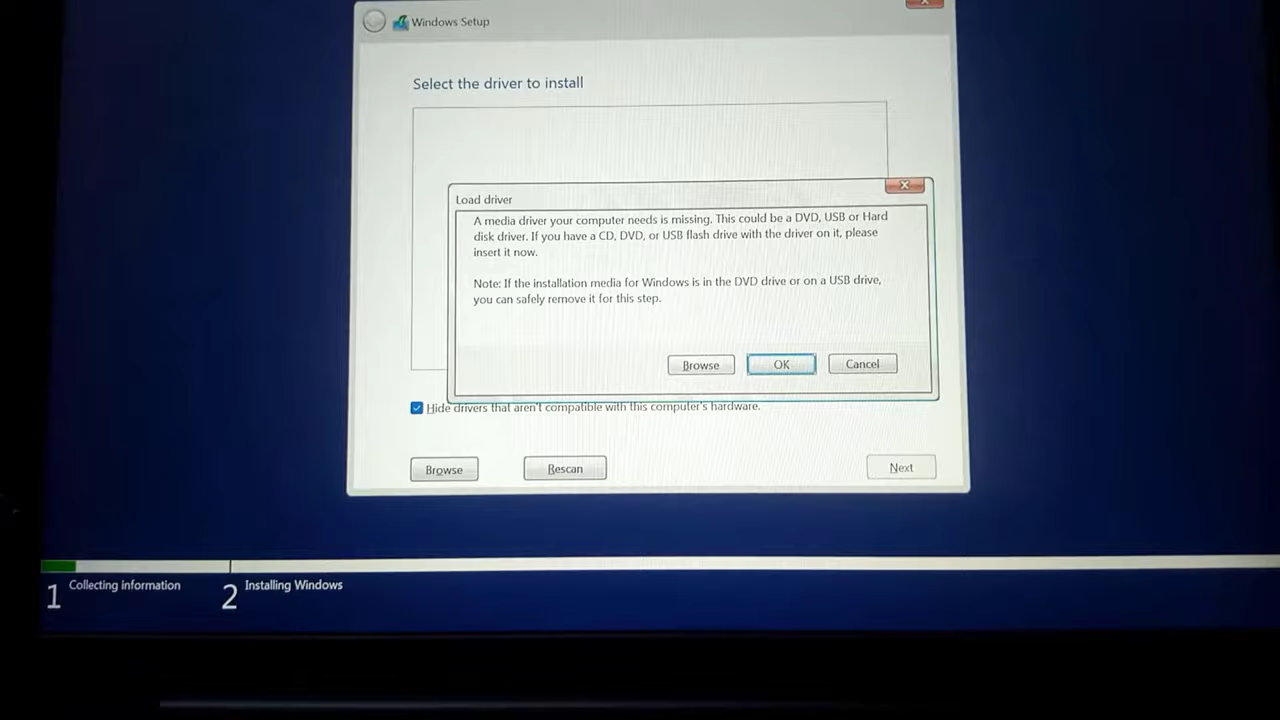 Windows Setup
Select the driver to install
Load driver
A media driver your computer needs is missing. This could be a DVD, USB or Hard
disk driver. If you have a CD, DVD, or USB flash drive with the driver on it, please
insert it now.
Note: If the installation media for Windows is in the DVD drive or on a USB drive,
you can safely remove it for this step.
Browse
OK
Cancel
Hide drivers that aren't compatible with this computer's hardware.
Browse
Rescan
Next
1 Collecting information
2 Installing Windows